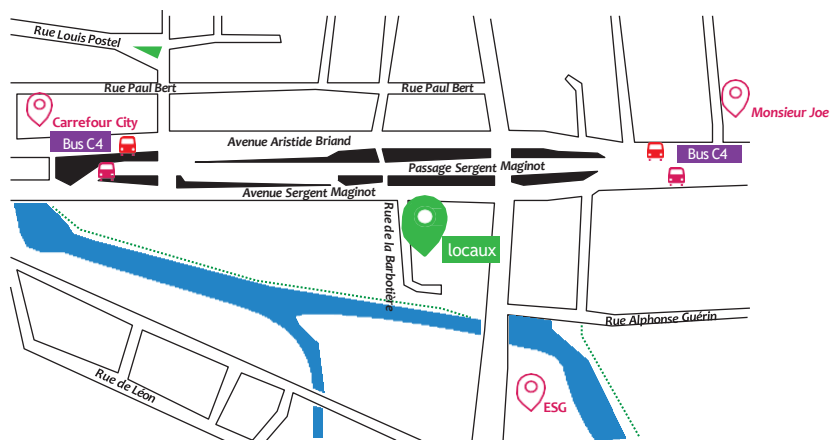 Rue Louis Postel
Rue Paul Bert
Rue Paul Bert
Carrefour City
Monsieur Joe
Bus C4
Avenue Aristide Briand
Bus C4
Passage Sergent Maginot
Avenue Sergent Maginot
Rue de la Barbotière
locaux
Rue Alphonse Guérin
Rue de Léon
ESG